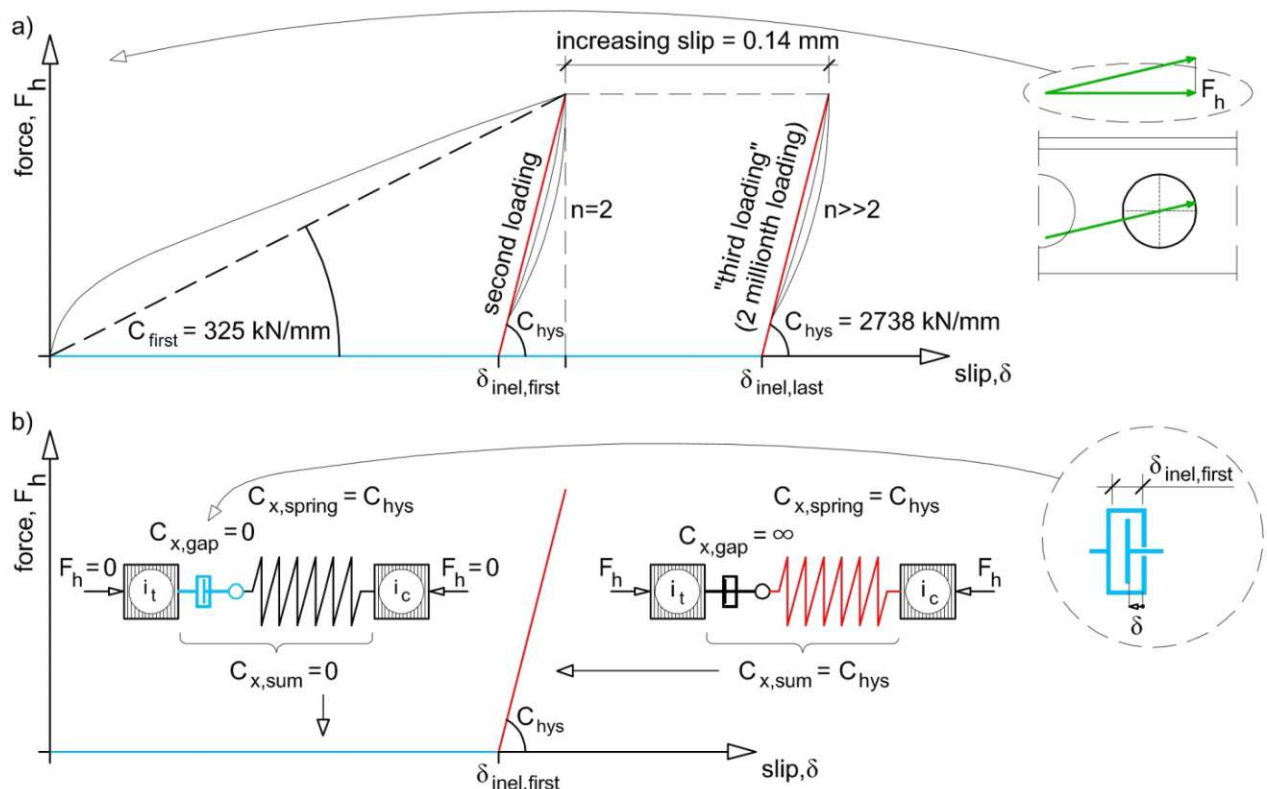 a)
increasing slip = 0.14 mm
force, F_h
F_h
second loading
n=2
"third loading"
(2 millionth loading)
n>>2
C_first = 325 kN/mm
C_hys
C_hys = 2738 kN/mm
δ_inel,first
δ_inel,last
slip,δ
b)
force, F_h
C_x,spring = C_hys
C_x,gap = 0
F_h = 0
i_t
i_c
F_h = 0
C_x,sum = 0
C_x,spring = C_hys
C_x,gap = ∞
F_h
i_t
i_c
F_h
C_x,sum = C_hys
δ_inel,first
δ
C_hys
δ_inel,first
slip,δ